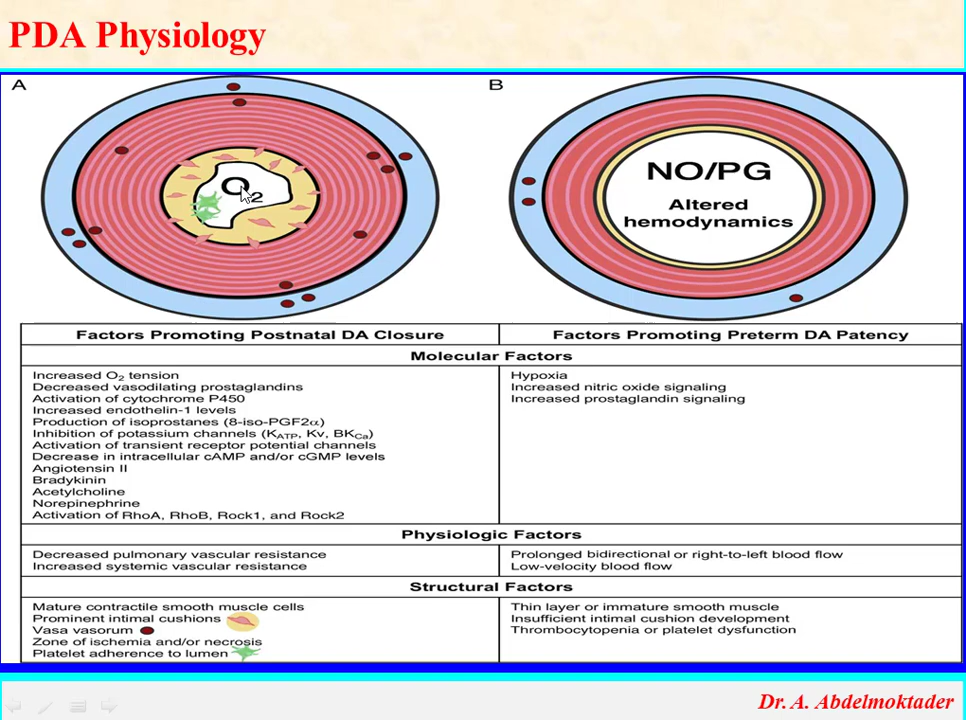 PDA Physiology
A
B
O2
NO/PG
Altered
hemodynamics
Factors Promoting Postnatal DA Closure
Factors Promoting Preterm DA Patency
Molecular Factors
Increased O2 tension
Decreased vasodilating prostaglandins
Activation of cytochrome P450
Increased endothelin-1 levels
Production of isoprostanes (8-iso-PGF2α)
Inhibition of potassium channels (KATP, Kv, BKCa)
Activation of transient receptor potential channels
Decrease in intracellular cAMP and/or cGMP levels
Angiotensin II
Bradykinin
Acetylcholine
Norepinephrine
Activation of RhoA, RhoB, Rock1, and Rock2
Hypoxia
Increased nitric oxide signaling
Increased prostaglandin signaling
Physiologic Factors
Decreased pulmonary vascular resistance
Increased systemic vascular resistance
Prolonged bidirectional or right-to-left blood flow
Low-velocity blood flow
Structural Factors
Mature contractile smooth muscle cells
Prominent intimal cushions
Vasa vasorum
Zone of ischemia and/or necrosis
Platelet adherence to lumen
Thin layer or immature smooth muscle
Insufficient intimal cushion development
Thrombocytopenia or platelet dysfunction
Dr. A. Abdelmoktader